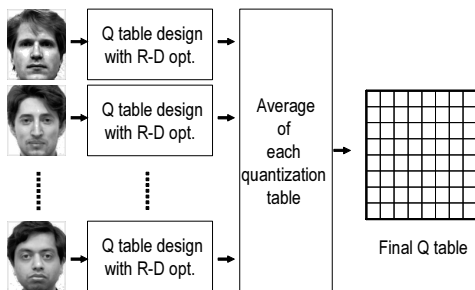 Q table design
with R-D opt.
Q table design
with R-D opt.
Q table design
with R-D opt.
Average
of
each
quantization
table
Final Q table